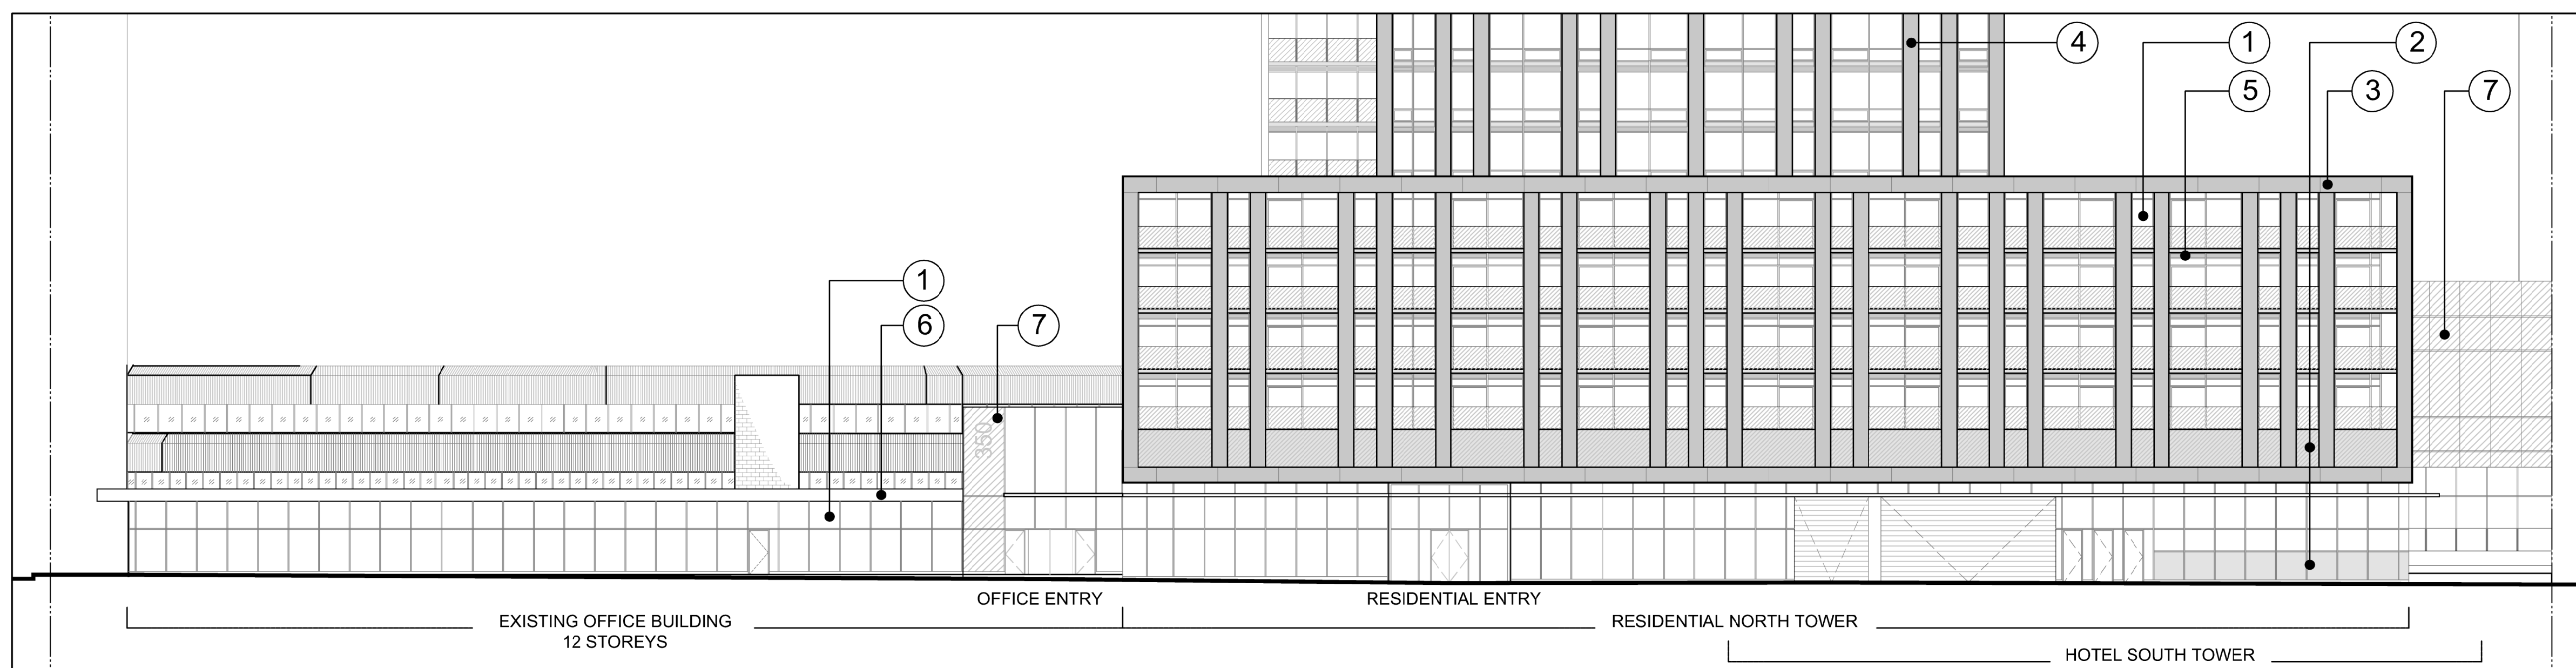 4
1
2
5
3
7
1
6
7
350
OFFICE ENTRY
RESIDENTIAL ENTRY
EXISTING OFFICE BUILDING
12 STOREYS
RESIDENTIAL NORTH TOWER
HOTEL SOUTH TOWER